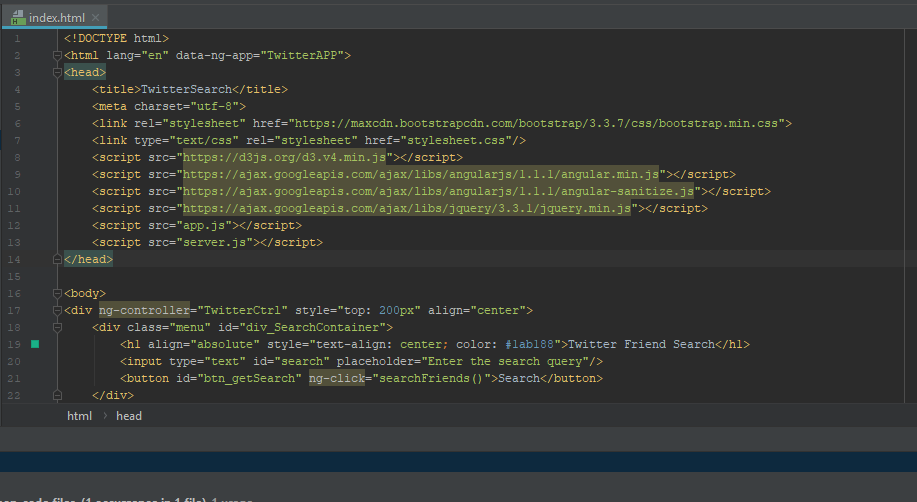 index.html
1 <!DOCTYPE html>
2 <html lang="en" data-ng-app="TwitterAPP">
3 <head>
4 <title>TwitterSearch</title>
5 <meta charset="utf-8">
6 <link rel="stylesheet" href="https://maxcdn.bootstrapcdn.com/bootstrap/3.3.7/css/bootstrap.min.css">
7 <link type="text/css" rel="stylesheet" href="stylesheet.css"/>
8 <script src="https://d3js.org/d3.v4.min.js"></script>
9 <script src="https://ajax.googleapis.com/ajax/libs/angularjs/1.1.1/angular.min.js"></script>
10 <script src="https://ajax.googleapis.com/ajax/libs/angularjs/1.1.1/angular-sanitize.js"></script>
11 <script src="https://ajax.googleapis.com/ajax/libs/jquery/3.3.1/jquery.min.js"></script>
12 <script src="app.js"></script>
13 <script src="server.js"></script>
14 </head>
15
16 <body>
17 <div ng-controller="TwitterCtrl" style="top: 200px" align="center">
18 <div class="menu" id="div_SearchContainer">
19 <h1 align="absolute" style="text-align: center; color: #1ab188">Twitter Friend Search</h1>
20 <input type="text" id="search" placeholder="Enter the search query"/>
21 <button id="btn_getSearch" ng-click="searchFriends()">Search</button>
22 </div>
html › head